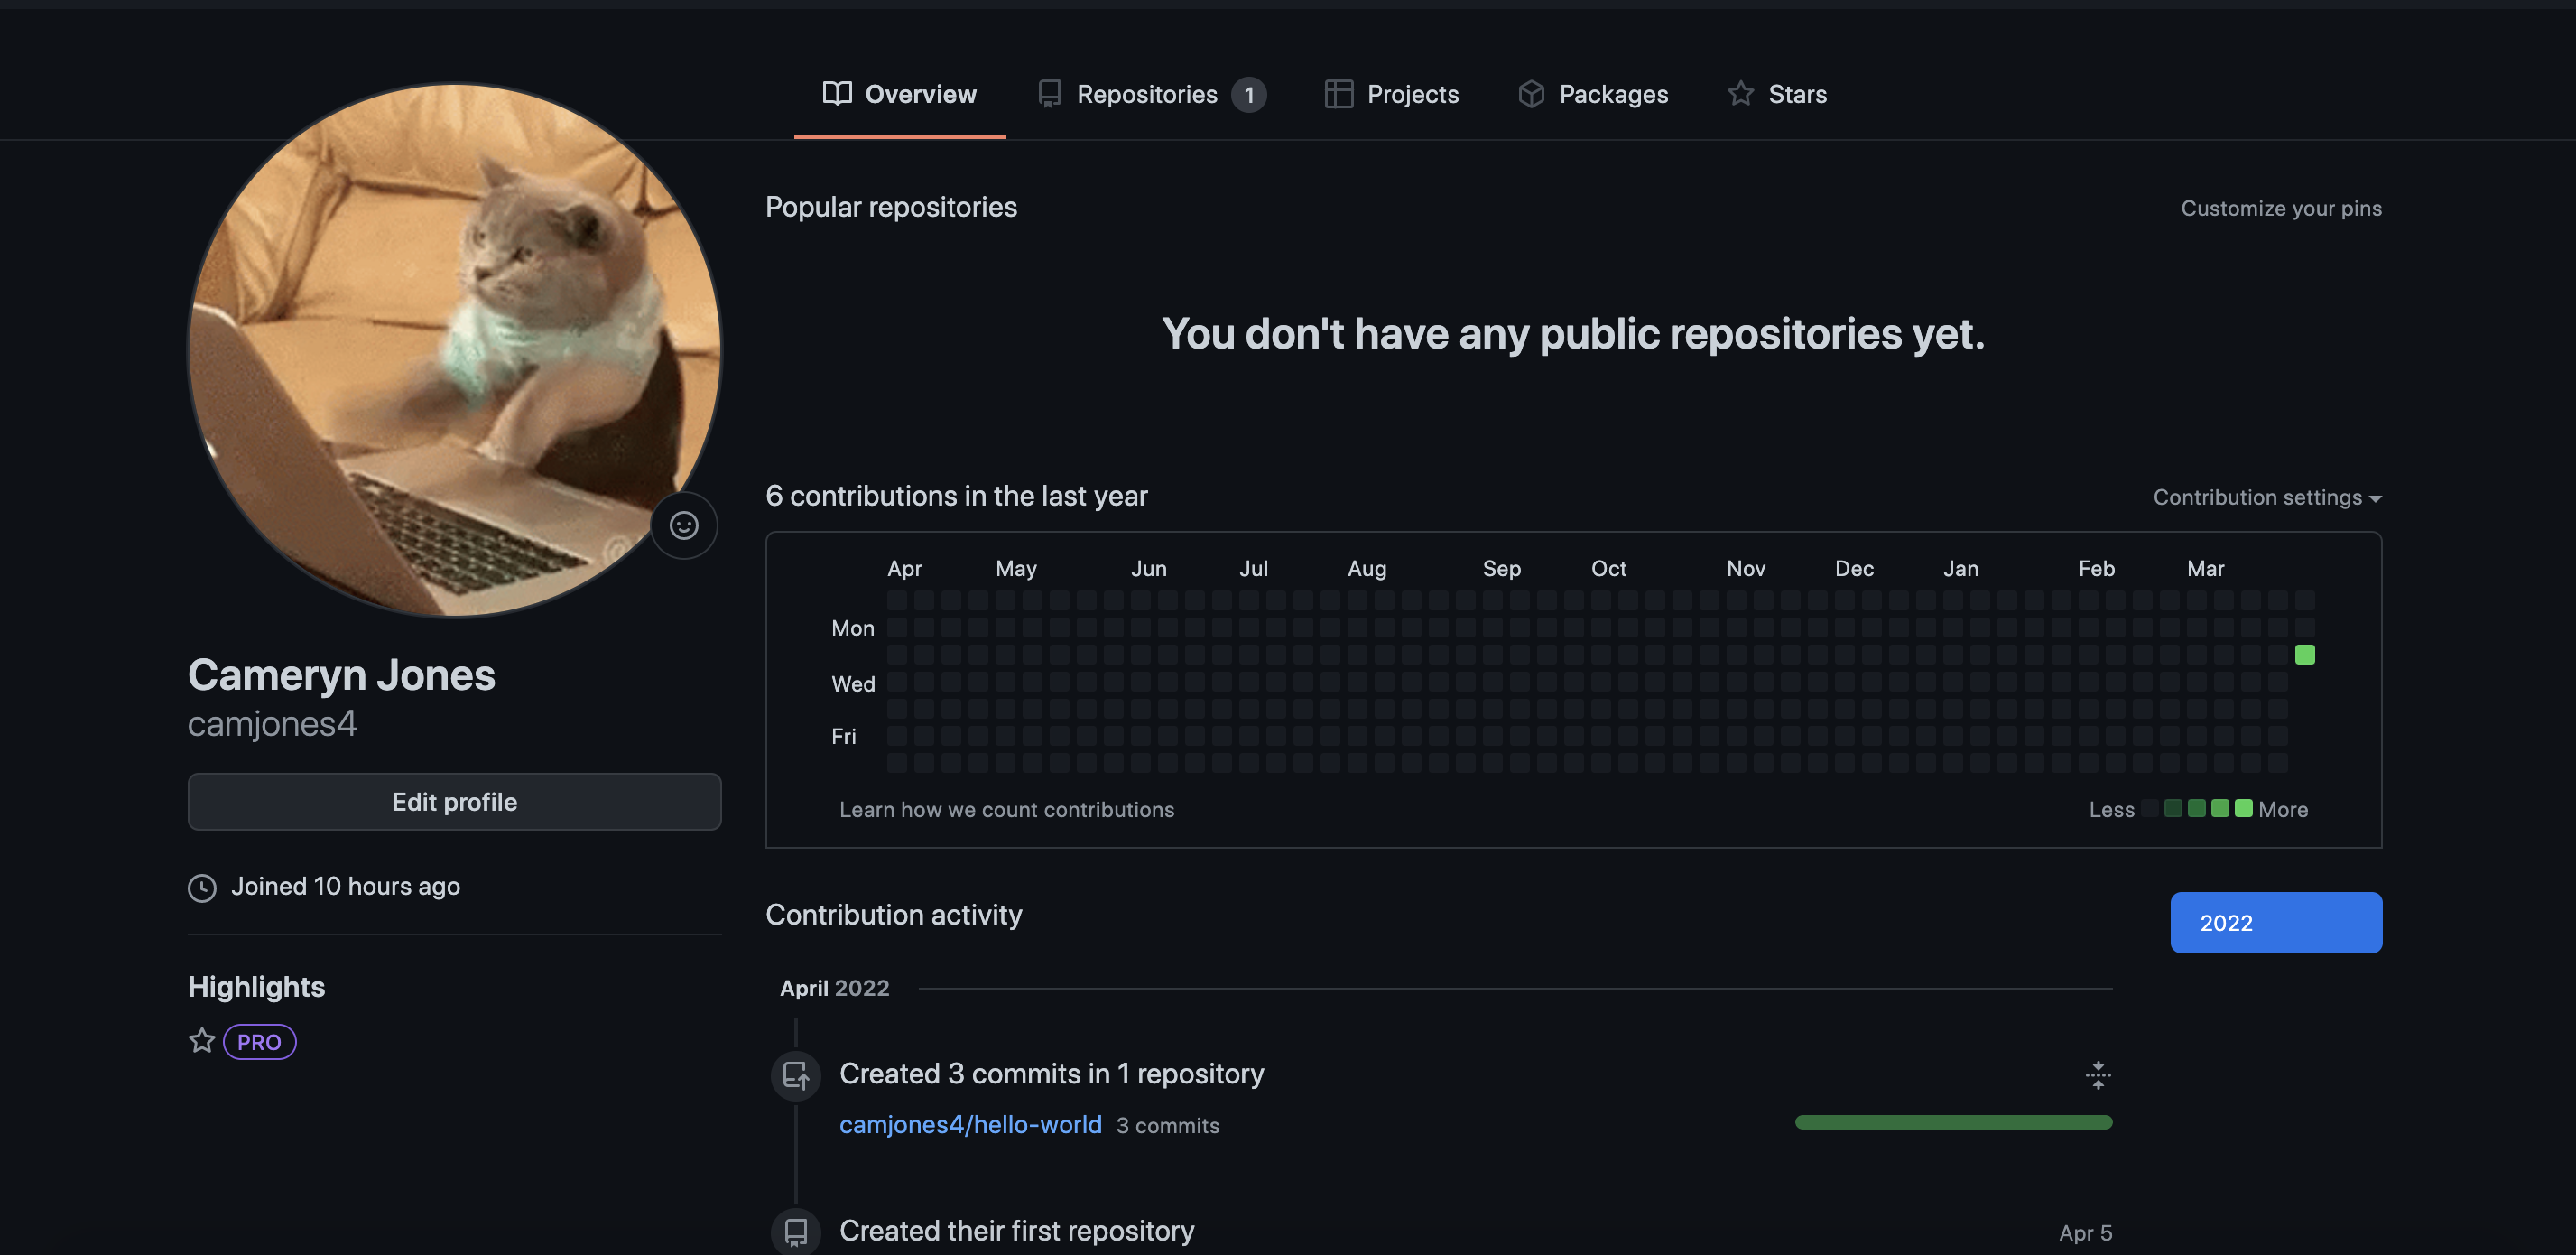 Overview Repositories 1 Projects Packages Stars
Popular repositories Customize your pins
You don't have any public repositories yet.
6 contributions in the last year Contribution settings
Apr May Jun Jul Aug Sep Oct Nov Dec Jan Feb Mar
Mon
Wed
Fri
Learn how we count contributions Less More
Cameryn Jones
camjones4
Edit profile
Joined 10 hours ago
Highlights
PRO
Contribution activity 2022
April 2022
Created 3 commits in 1 repository
camjones4/hello-world 3 commits
Created their first repository Apr 5